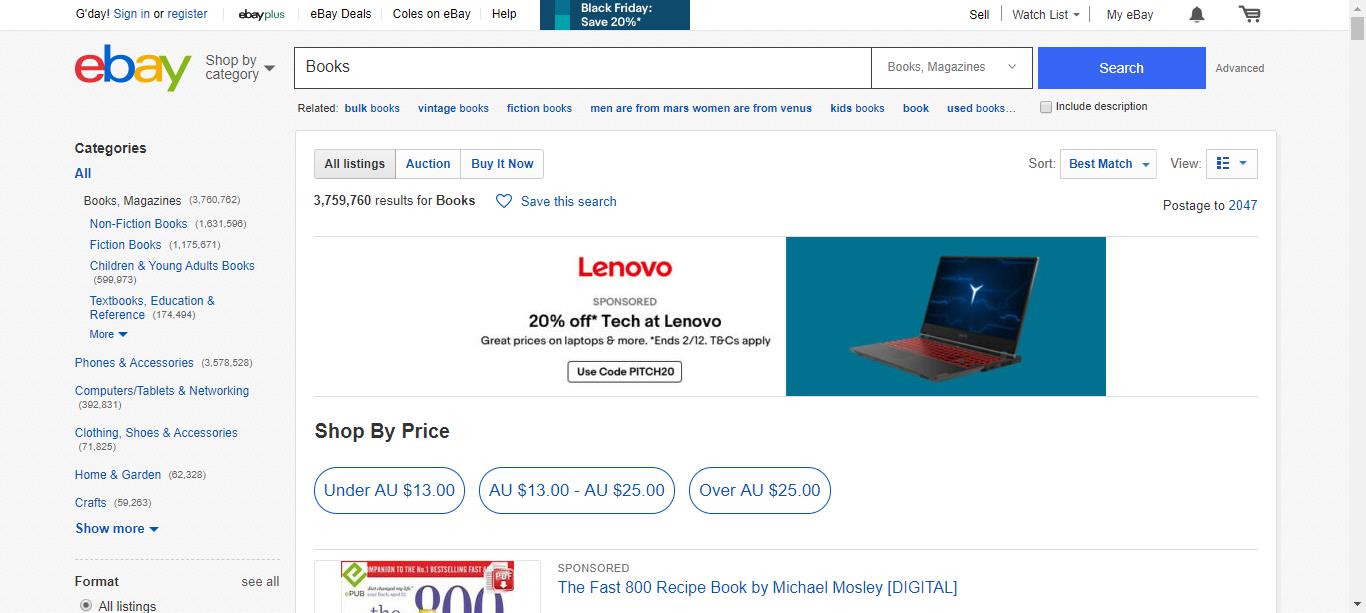 G'day! Sign in or register
ebayplus
eBay Deals
Coles on eBay
Help
Black Friday:
Save 20%*
Sell
Watch List
My eBay
ebay
Shop by
category
Books
Books, Magazines
Search
Advanced
Related: bulk books vintage books fiction books men are from mars women are from venus kids books book used books...
Include description
Categories
All
Books, Magazines (3,760,762)
Non-Fiction Books (1,631,596)
Fiction Books (1,175,671)
Children & Young Adults Books
(599,973)
Textbooks, Education &
Reference (174,494)
More
Phones & Accessories (3,578,528)
Computers/Tablets & Networking
(392,831)
Clothing, Shoes & Accessories
(71,825)
Home & Garden (62,328)
Crafts (59,263)
Show more
Format see all
All listings
All listings Auction Buy It Now
Sort: Best Match
View:
3,759,760 results for Books
Save this search
Postage to 2047
Lenovo
SPONSORED
20% off* Tech at Lenovo
Great prices on laptops & more. *Ends 2/12. T&Cs apply
Use Code PITCH20
Shop By Price
Under AU $13.00
AU $13.00 - AU $25.00
Over AU $25.00
COMPANION TO THE No.1 BESTSELLING FAST
PDF
ePUB
the 800
SPONSORED
The Fast 800 Recipe Book by Michael Mosley [DIGITAL]